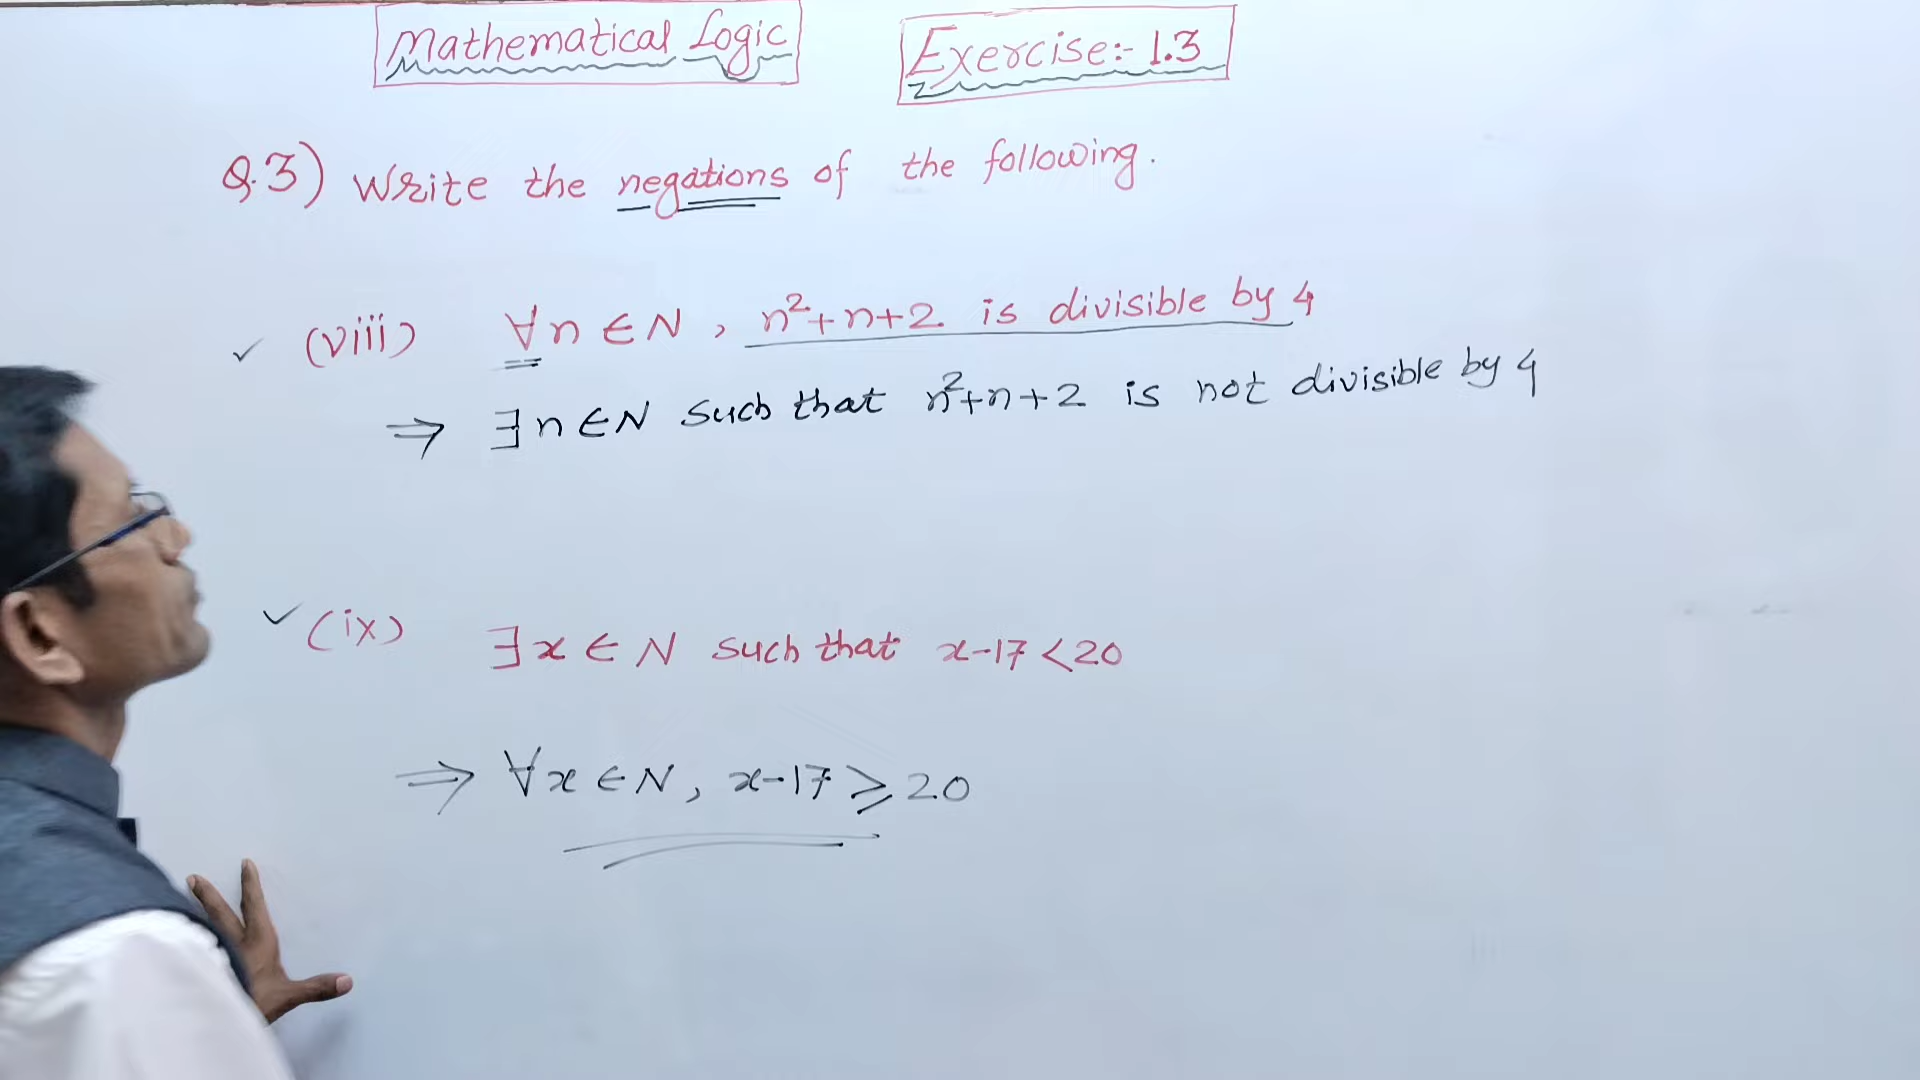 Mathematical Logic
Exercise:- 1.3
Q.3) Write the negations of the following.
(viii) ∀n∈N, n²+n+2 is divisible by 4
⇒ ∃n∈N such that n²+n+2 is not divisible by 4
(ix) ∃x∈N such that x-17<20
⇒ ∀x∈N, x-17⩾20